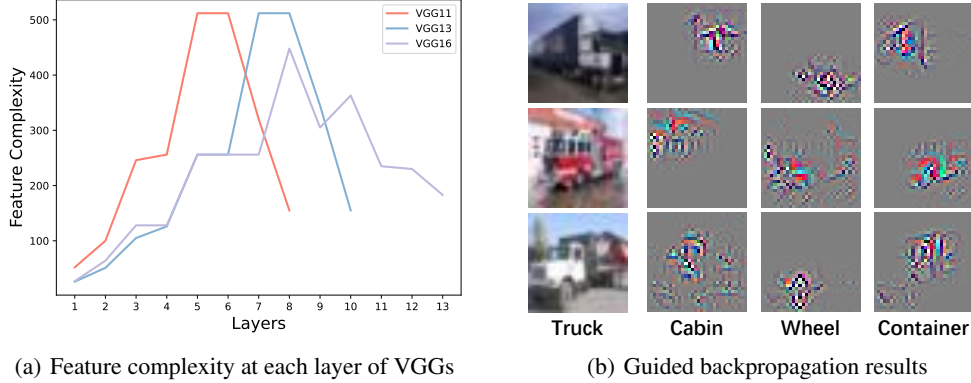 500
400
300
200
100
Feature Complexity
VGG11
VGG13
VGG16
1 2 3 4 5 6 7 8 9 10 11 12 13
Layers
Truck Cabin Wheel Container
(a) Feature complexity at each layer of VGGs
(b) Guided backpropagation results